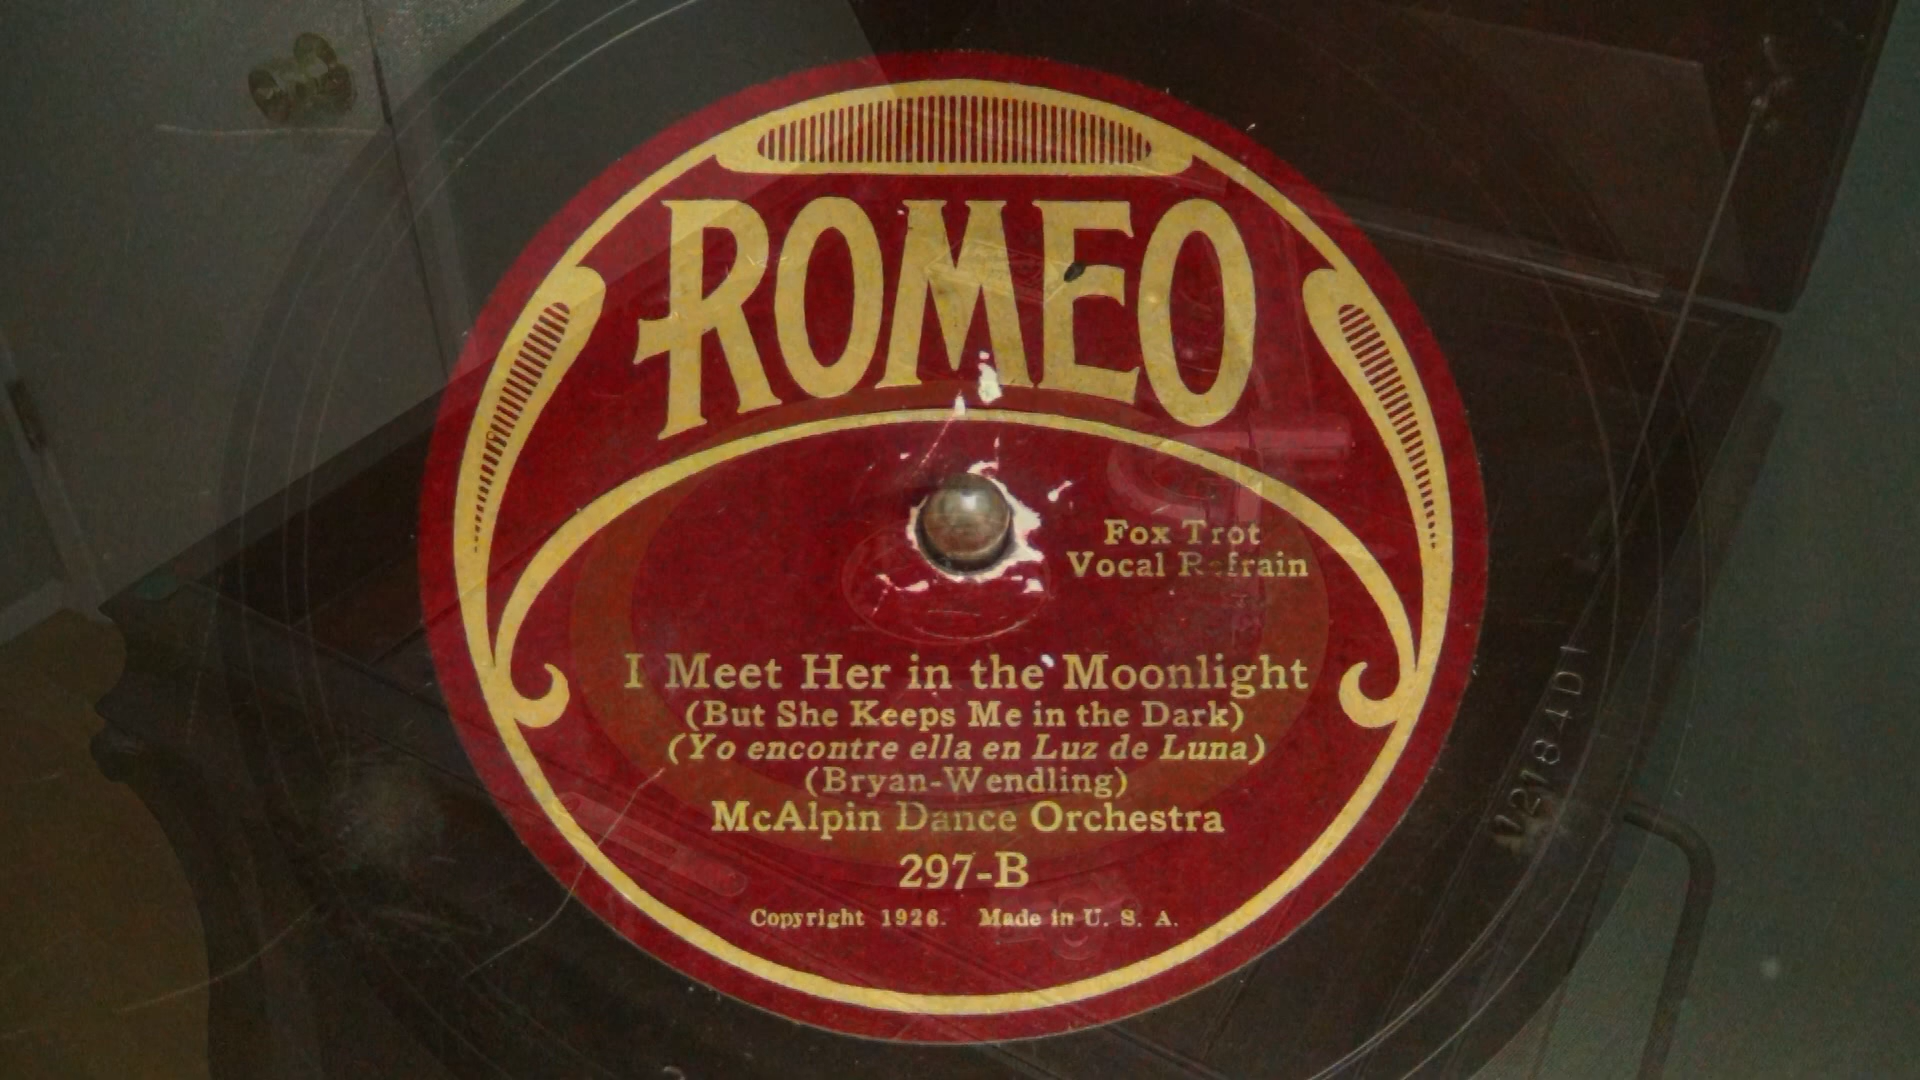 ROMEO
Fox Trot
Vocal Refrain
I Meet Her in the Moonlight
(But She Keeps Me in the Dark)
(Yo encontre ella en Luz de Luna)
(Bryan-Wendling)
McAlpin Dance Orchestra
297-B
Copyright 1926. Made in U. S. A.